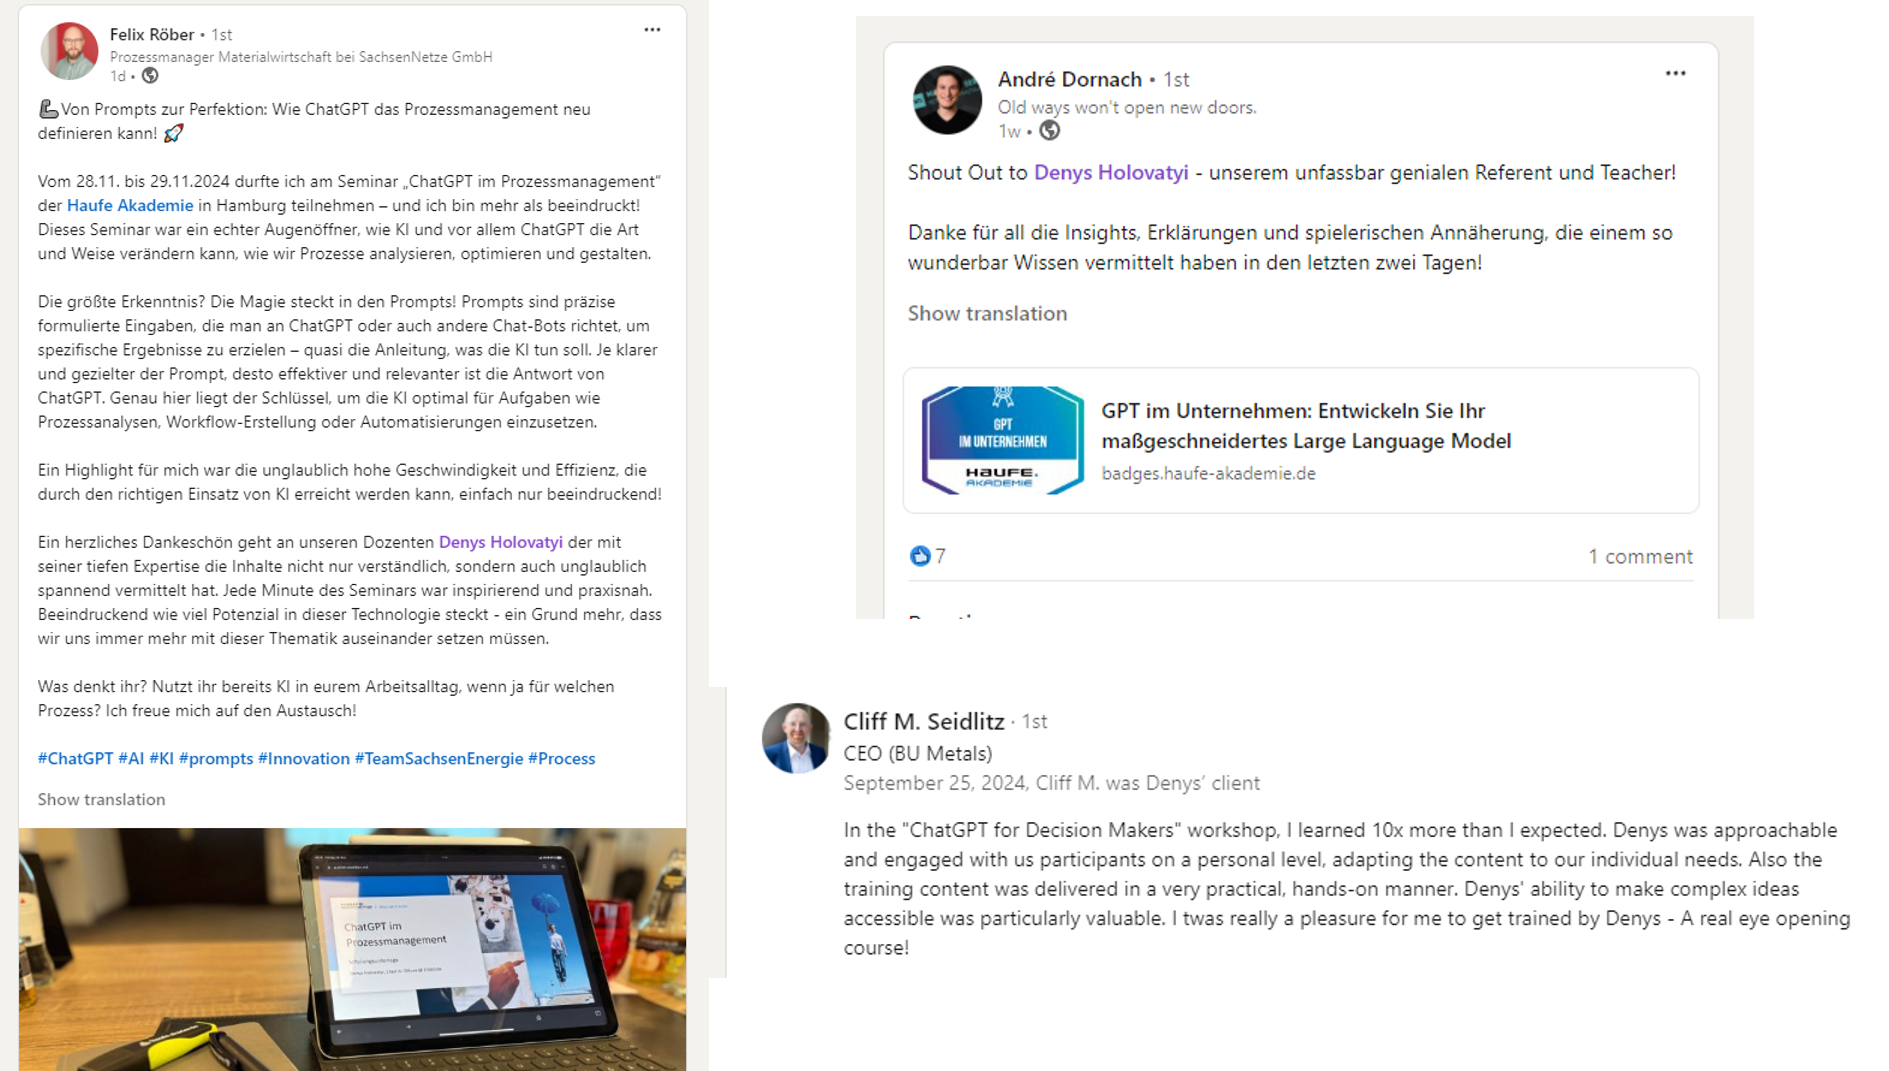 Felix Röber • 1st
Prozessmanager Materialwirtschaft bei SachsenNetze GmbH
1d •
Von Prompts zur Perfektion: Wie ChatGPT das Prozessmanagement neu
definieren kann!
Vom 28.11. bis 29.11.2024 durfte ich am Seminar „ChatGPT im Prozessmanagement“
der Haufe Akademie in Hamburg teilnehmen – und ich bin mehr als beeindruckt!
Dieses Seminar war ein echter Augenöffner, wie KI und vor allem ChatGPT die Art
und Weise verändern kann, wie wir Prozesse analysieren, optimieren und gestalten.
Die größte Erkenntnis? Die Magie steckt in den Prompts! Prompts sind präzise
formulierte Eingaben, die man an ChatGPT oder auch andere Chat-Bots richtet, um
spezifische Ergebnisse zu erzielen – quasi die Anleitung, was die KI tun soll. Je klarer
und gezielter der Prompt, desto effektiver und relevanter ist die Antwort von
ChatGPT. Genau hier liegt der Schlüssel, um die KI optimal für Aufgaben wie
Prozessanalysen, Workflow-Erstellung oder Automatisierungen einzusetzen.
Ein Highlight für mich war die unglaublich hohe Geschwindigkeit und Effizienz, die
durch den richtigen Einsatz von KI erreicht werden kann, einfach nur beeindruckend!
Ein herzliches Dankeschön geht an unseren Dozenten Denys Holovatyi der mit
seiner tiefen Expertise die Inhalte nicht nur verständlich, sondern auch unglaublich
spannend vermittelt hat. Jede Minute des Seminars war inspirierend und praxisnah.
Beeindruckend wie viel Potenzial in dieser Technologie steckt - ein Grund mehr, dass
wir uns immer mehr mit dieser Thematik auseinander setzen müssen.
Was denkt ihr? Nutzt ihr bereits KI in eurem Arbeitsalltag, wenn ja für welchen
Prozess? Ich freue mich auf den Austausch!
#ChatGPT #AI #KI #prompts #Innovation #TeamSachsenEnergie #Process
Show translation
ChatGPT im
Prozessmanagement
André Dornach • 1st
Old ways won't open new doors.
1w •
Shout Out to Denys Holovatyi - unserem unfassbar genialen Referent und Teacher!
Danke für all die Insights, Erklärungen und spielerischen Annäherung, die einem so
wunderbar Wissen vermittelt haben in den letzten zwei Tagen!
Show translation
GPT
IM UNTERNEHMEN
HAUFE.
AKADEMIE
GPT im Unternehmen: Entwickeln Sie Ihr
maßgeschneidertes Large Language Model
badges.haufe-akademie.de
7
1 comment
Cliff M. Seidlitz · 1st
CEO (BU Metals)
September 25, 2024, Cliff M. was Denys’ client
In the "ChatGPT for Decision Makers" workshop, I learned 10x more than I expected. Denys was approachable
and engaged with us participants on a personal level, adapting the content to our individual needs. Also the
training content was delivered in a very practical, hands-on manner. Denys' ability to make complex ideas
accessible was particularly valuable. I twas really a pleasure for me to get trained by Denys - A real eye opening
course!